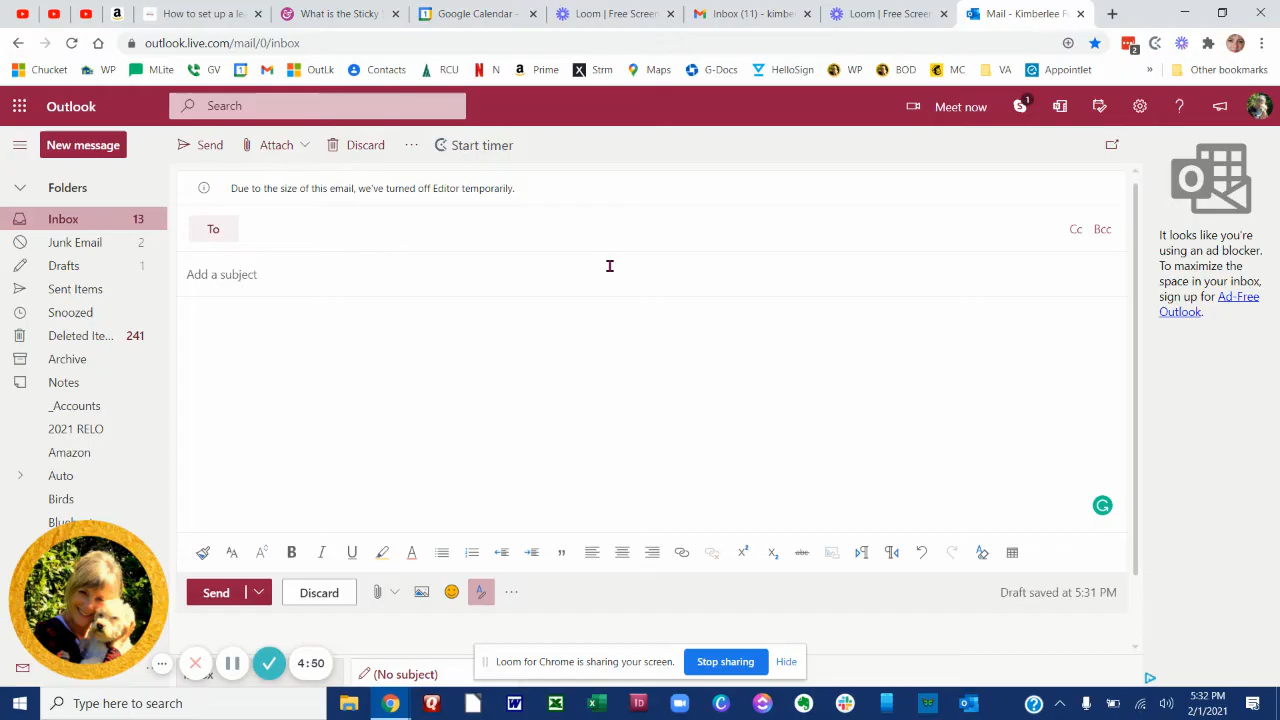 How to set up a lea
What is the Sticky
Google Calendar -
Loom | Free Screen
Inbox (11) - kimbe
Loom | Free Screen
Mail - Kimberlee F
outlook.live.com/mail/0/inbox
2
Chucket
WP
MLite
GV
OutLk
Contacts
RCU
N
Prime
Strm
Maps
G-Docs
HelloSign
WP
BOD
MC
VA
Appointlet
»
Other bookmarks
Outlook
Search
Meet now
1
New message
Send
Attach
Discard
Start timer
Folders
Due to the size of this email, we've turned off Editor temporarily.
Inbox 13
To
Cc Bcc
Junk Email 2
Drafts 1
Add a subject
Sent Items
Snoozed
Deleted Ite... 241
Archive
Notes
_Accounts
2021 RELO
Amazon
Auto
Birds
It looks like you're
using an ad blocker.
To maximize the
space in your inbox,
sign up for Ad-Free
Outlook.
Send
Discard
Draft saved at 5:31 PM
4:50
Loom for Chrome is sharing your screen.
Stop sharing
Hide
(No subject)
Type here to search
5:32 PM
2/1/2021